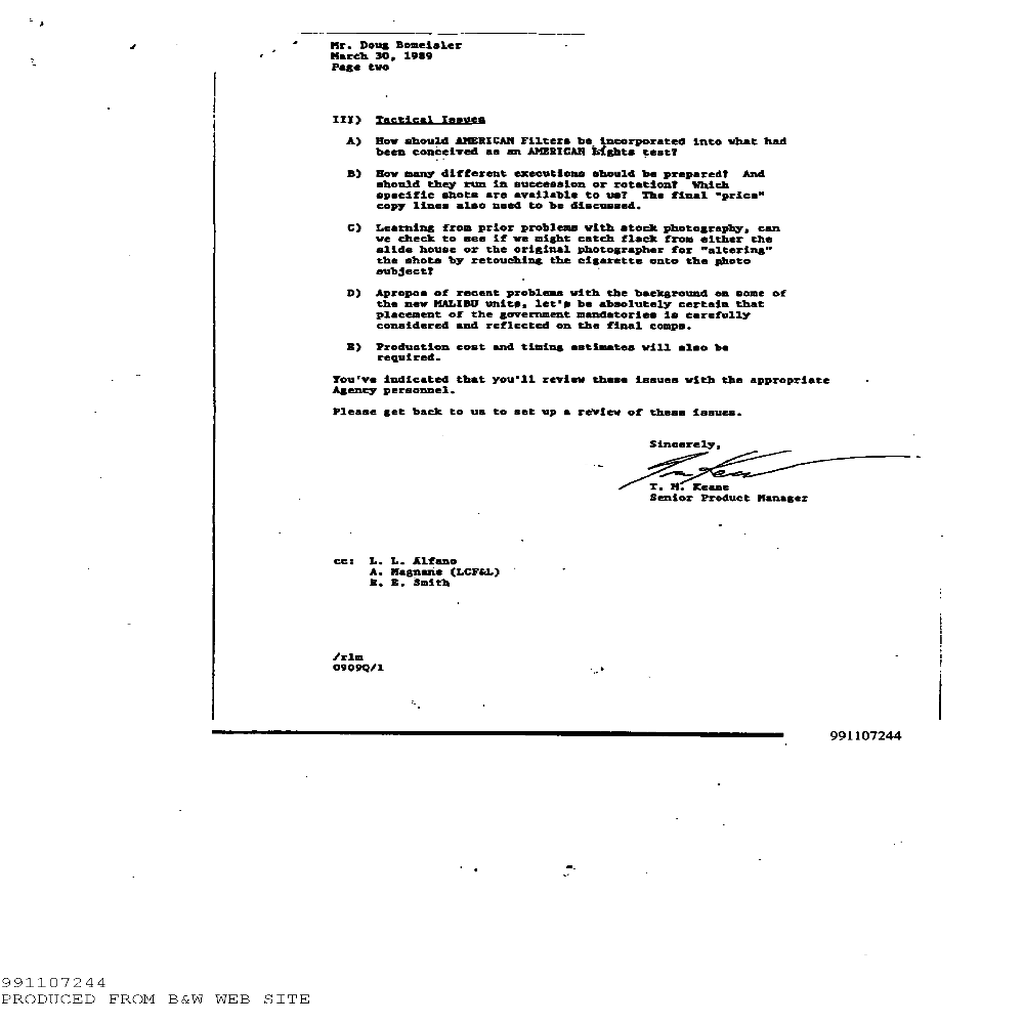 Mr. Doug Bomeisler
March 30, 1989
Page two
III) Tactical Issues
A) How should AMERICAN Filters be incorporated into what had
been conceived as an AMERICAN Lights test?
B) How many different executions should be prepared? And
should they run in succession or rotation? Which
specific shots are available to us? The final "price"
copy lines also need to be discussed.
C) Learning from prior problems with stock photography, can
we check to see if we might catch flack from either the
slide house or the original photographer for "altering"
the shots by retouching the cigarette onto the photo
subject?
D) Apropos of recent problems with the background on some of
the new MALIBU units, let's be absolutely certain that
placement of the government mandatories is carefully
considered and reflected on the final comps.
E) Production cost and timing estimates will also be
required.
You've indicated that you'll review these issues with the appropriate
Agency personnel.
Please get back to us to set up a review of these issues.
Sincerely,
T. M. Keane
Senior Product Manager
cc: L. L. Alfano
A. Magnane (LCF&L)
E. E. Smith
/rlm
0909Q/1
991107244
991107244
PRODUCED FROM B&W WEB SITE